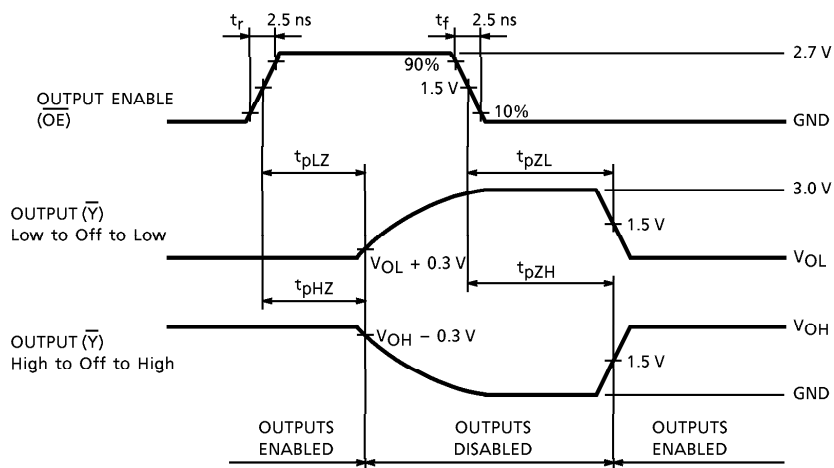 tr 2.5 ns tf 2.5 ns
2.7 V
90%
1.5 V
OUTPUT ENABLE
(O̅E̅)
10%
GND
tpLZ tpZL
3.0 V
OUTPUT (Y̅)
Low to Off to Low
1.5 V
VOL + 0.3 V
VOL
tpHZ tpZH
VOH − 0.3 V
VOH
OUTPUT (Y̅)
High to Off to High
1.5 V
GND
OUTPUTS ENABLED
OUTPUTS DISABLED
OUTPUTS ENABLED